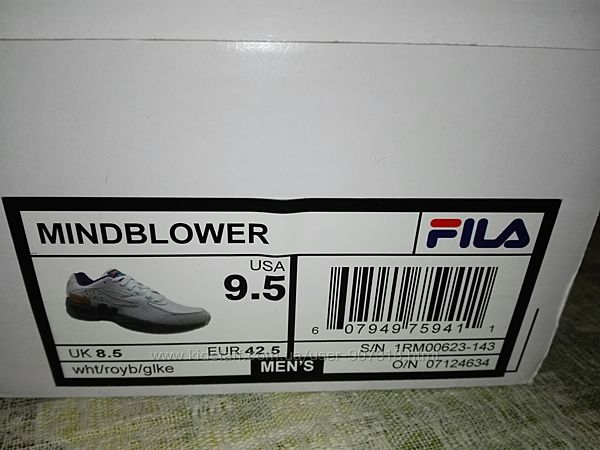 MINDBLOWER
FILA
USA
9.5
UK 8.5 EUR 42.5
wht/royb/glke
MEN'S
6 07949 75941 1
S/N 1RM00623-143
O/N 07124634